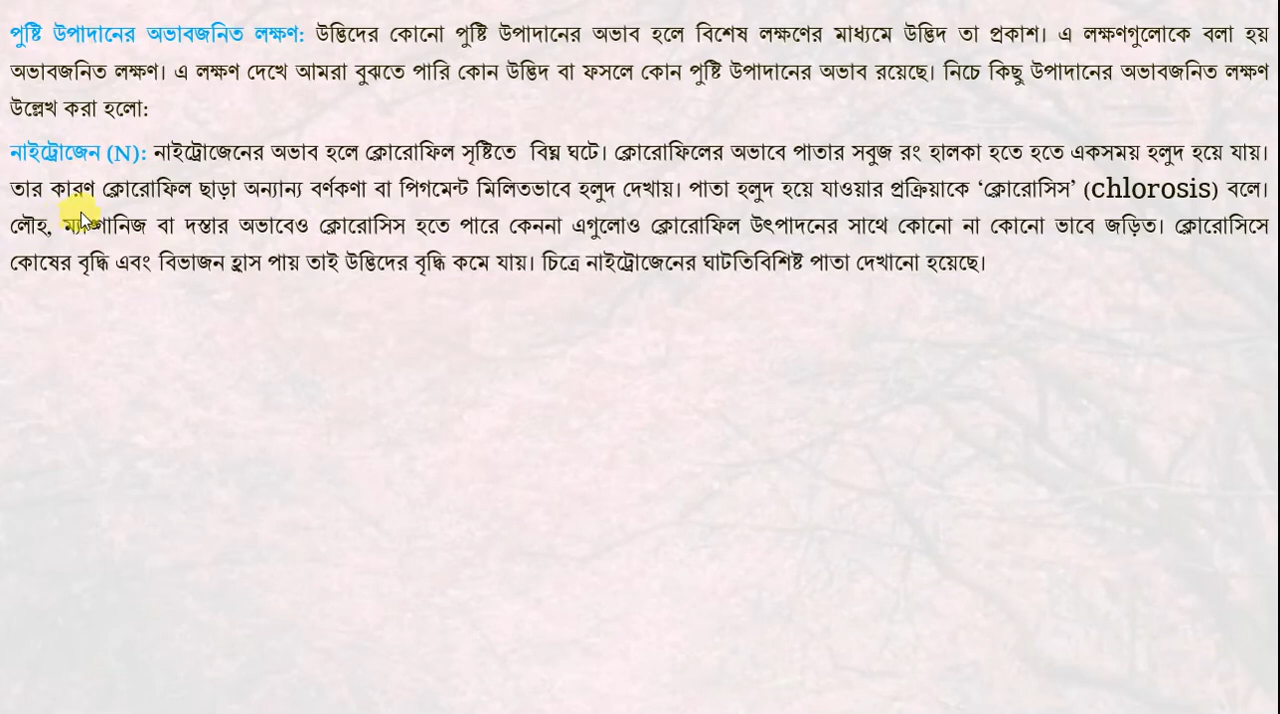 পুষ্টি উপাদানের অভাবজনিত লক্ষণ: উদ্ভিদের কোনো পুষ্টি উপাদানের অভাব হলে বিশেষ লক্ষণের মাধ্যমে উদ্ভিদ তা প্রকাশ। এ লক্ষণগুলোকে বলা হয়
অভাবজনিত লক্ষণ। এ লক্ষণ দেখে আমরা বুঝতে পারি কোন উদ্ভিদ বা ফসলে কোন পুষ্টি উপাদানের অভাব রয়েছে। নিচে কিছু উপাদানের অভাবজনিত লক্ষণ
উল্লেখ করা হলো:
নাইট্রোজেন (N): নাইট্রোজেনের অভাব হলে ক্লোরোফিল সৃষ্টিতে বিঘ্ন ঘটে। ক্লোরোফিলের অভাবে পাতার সবুজ রং হালকা হতে হতে একসময় হলুদ হয়ে যায়।
তার কারণ ক্লোরোফিল ছাড়া অন্যান্য বর্ণকণা বা পিগমেন্ট মিলিতভাবে হলুদ দেখায়। পাতা হলুদ হয়ে যাওয়ার প্রক্রিয়াকে ‘ক্লোরোসিস’ (chlorosis) বলে।
লৌহ, ম্যাঙ্গানিজ বা দস্তার অভাবেও ক্লোরোসিস হতে পারে কেননা এগুলোও ক্লোরোফিল উৎপাদনের সাথে কোনো না কোনো ভাবে জড়িত। ক্লোরোসিসে
কোষের বৃদ্ধি এবং বিভাজন হ্রাস পায় তাই উদ্ভিদের বৃদ্ধি কমে যায়। চিত্রে নাইট্রোজেনের ঘাটতিবিশিষ্ট পাতা দেখানো হয়েছে।